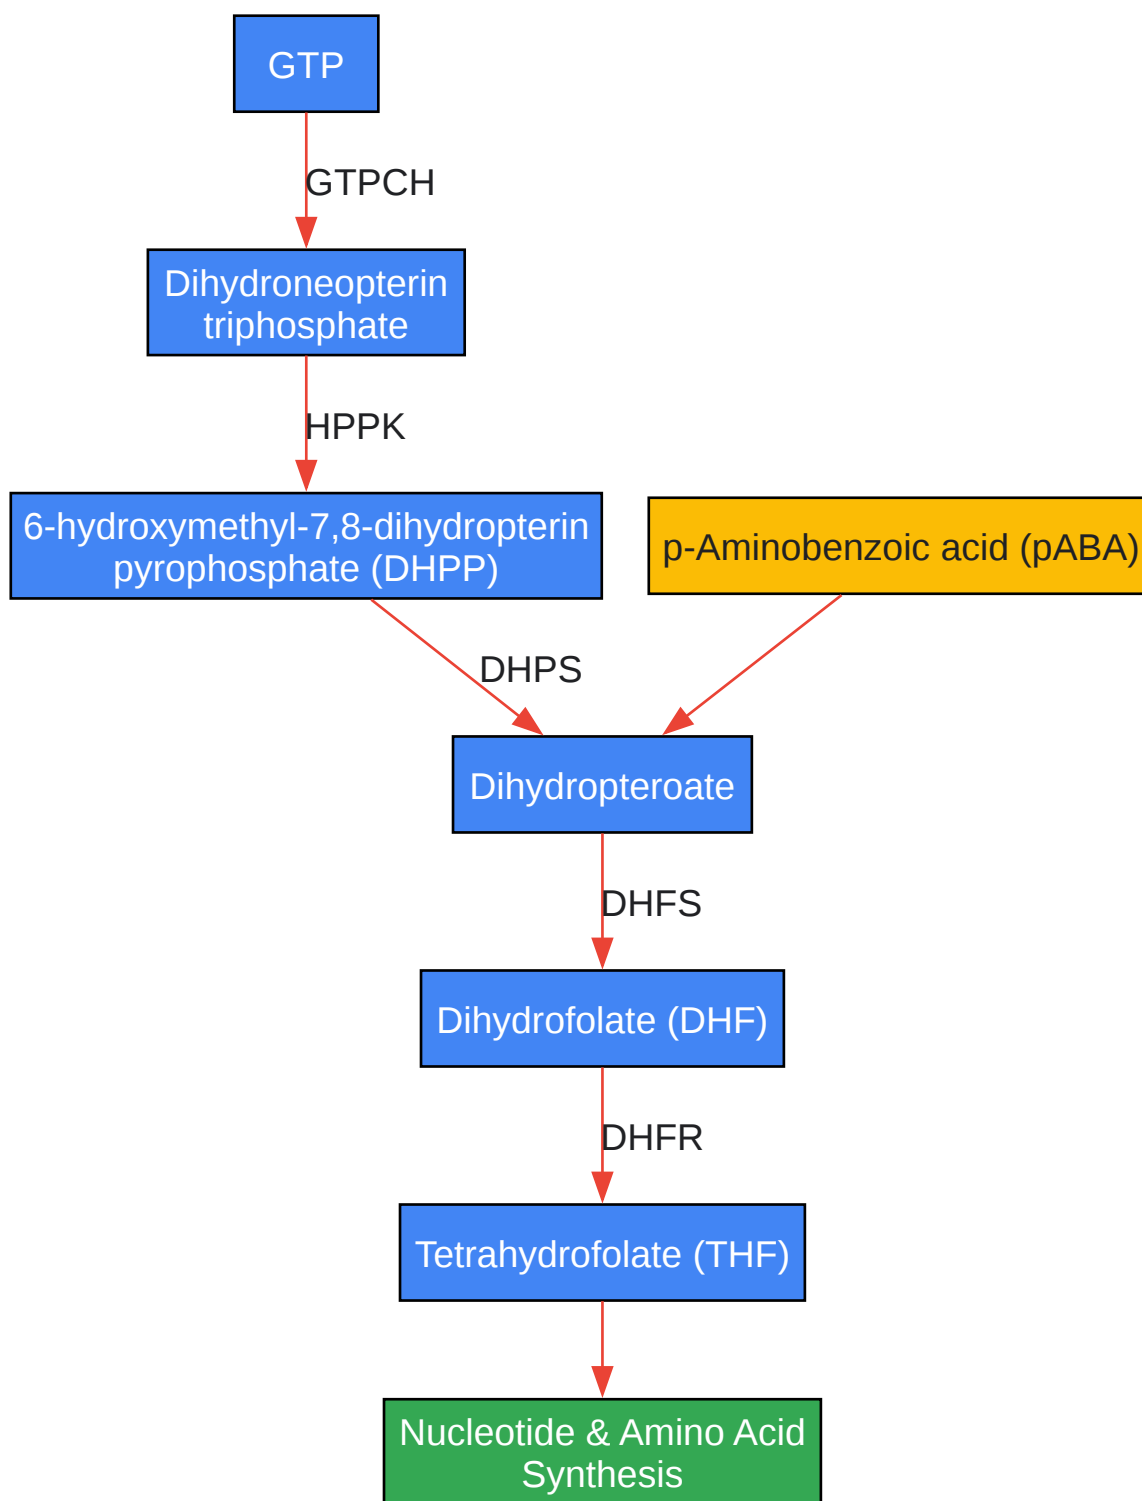 GTP
GTPCH
Dihydroneopterin
triphosphate
HPPK
6-hydroxymethyl-7,8-dihydropterin
pyrophosphate (DHPP)
p-Aminobenzoic acid (pABA)
DHPS
Dihydropteroate
DHFS
Dihydrofolate (DHF)
DHFR
Tetrahydrofolate (THF)
Nucleotide & Amino Acid
Synthesis